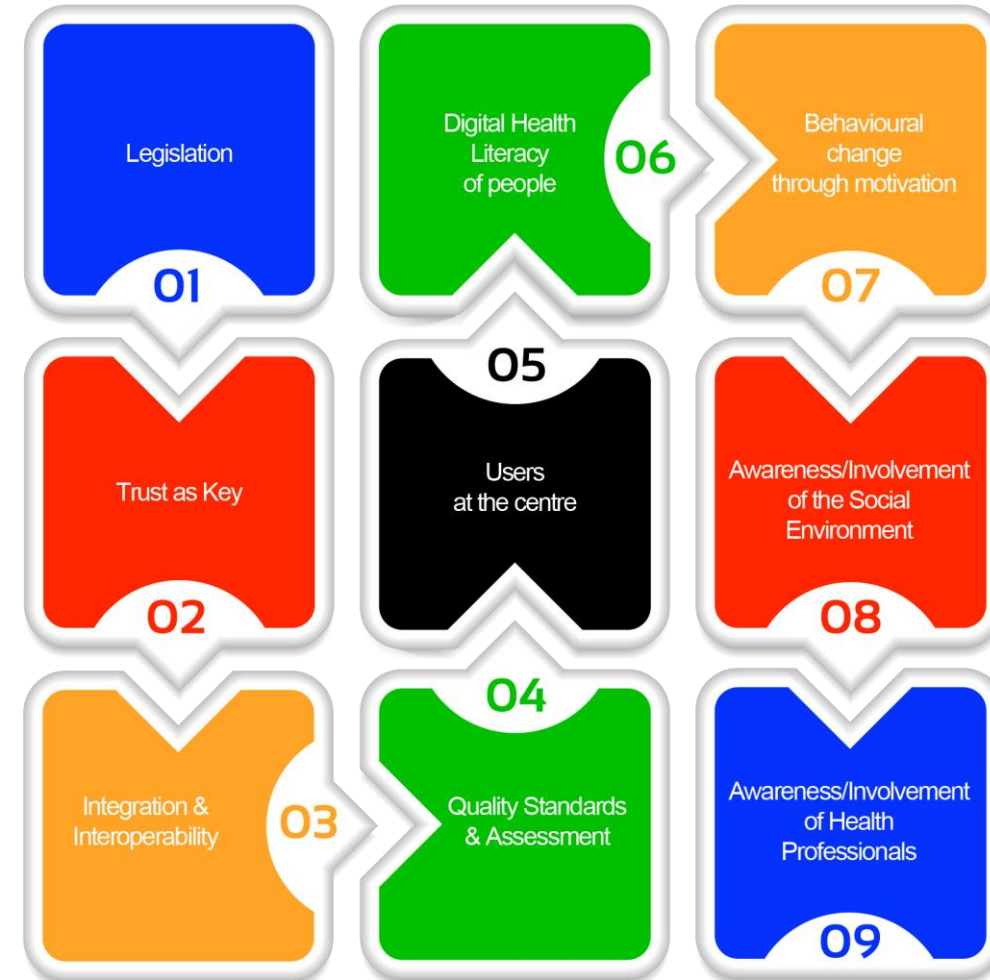 Legislation
01
Trust as Key
02
Integration &
Interoperability
03
Quality Standards
& Assessment
04
Users
at the centre
05
Digital Health
Literacy
of people
06
Behavioural
change
through motivation
07
Awareness/Involvement
of the Social
Environment
08
Awareness/Involvement
of Health
Professionals
09